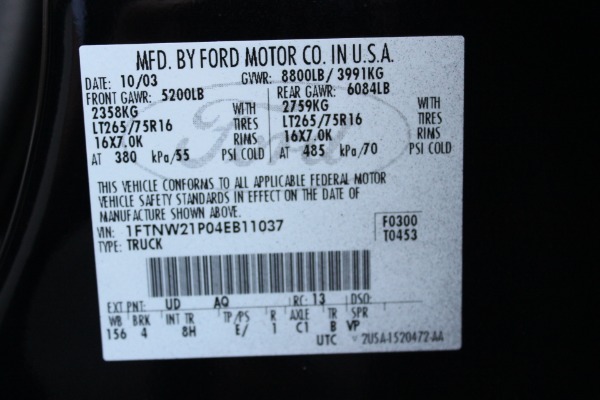 MFD. BY FORD MOTOR CO. IN U.S.A.
DATE: 10/03 GVWR: 8800LB/ 3991KG
FRONT GAWR: 5200LB REAR GAWR: 6084LB
2358KG WITH 2759KG WITH
LT265/75R16 TIRES LT265/75R16 TIRES
16X7.0K RIMS 16X7.0K RIMS
AT 380 kPa/55 PSI COLD AT 485 kPa/70 PSI COLD
Ford
THIS VEHICLE CONFORMS TO ALL APPLICABLE FEDERAL MOTOR
VEHICLE SAFETY STANDARDS IN EFFECT ON THE DATE OF
MANUFACTURE SHOWN ABOVE.
VIN: 1FTNW21P04EB11037 F0300
TYPE: TRUCK T0453
EXT PNT: UD AQ RC: 13 DSO:
WB BRK INT TR TP/PS R AXLE TR SPR
156 4 8H E/ 1 C1 B VP
UTC 2USA-1520472-AA